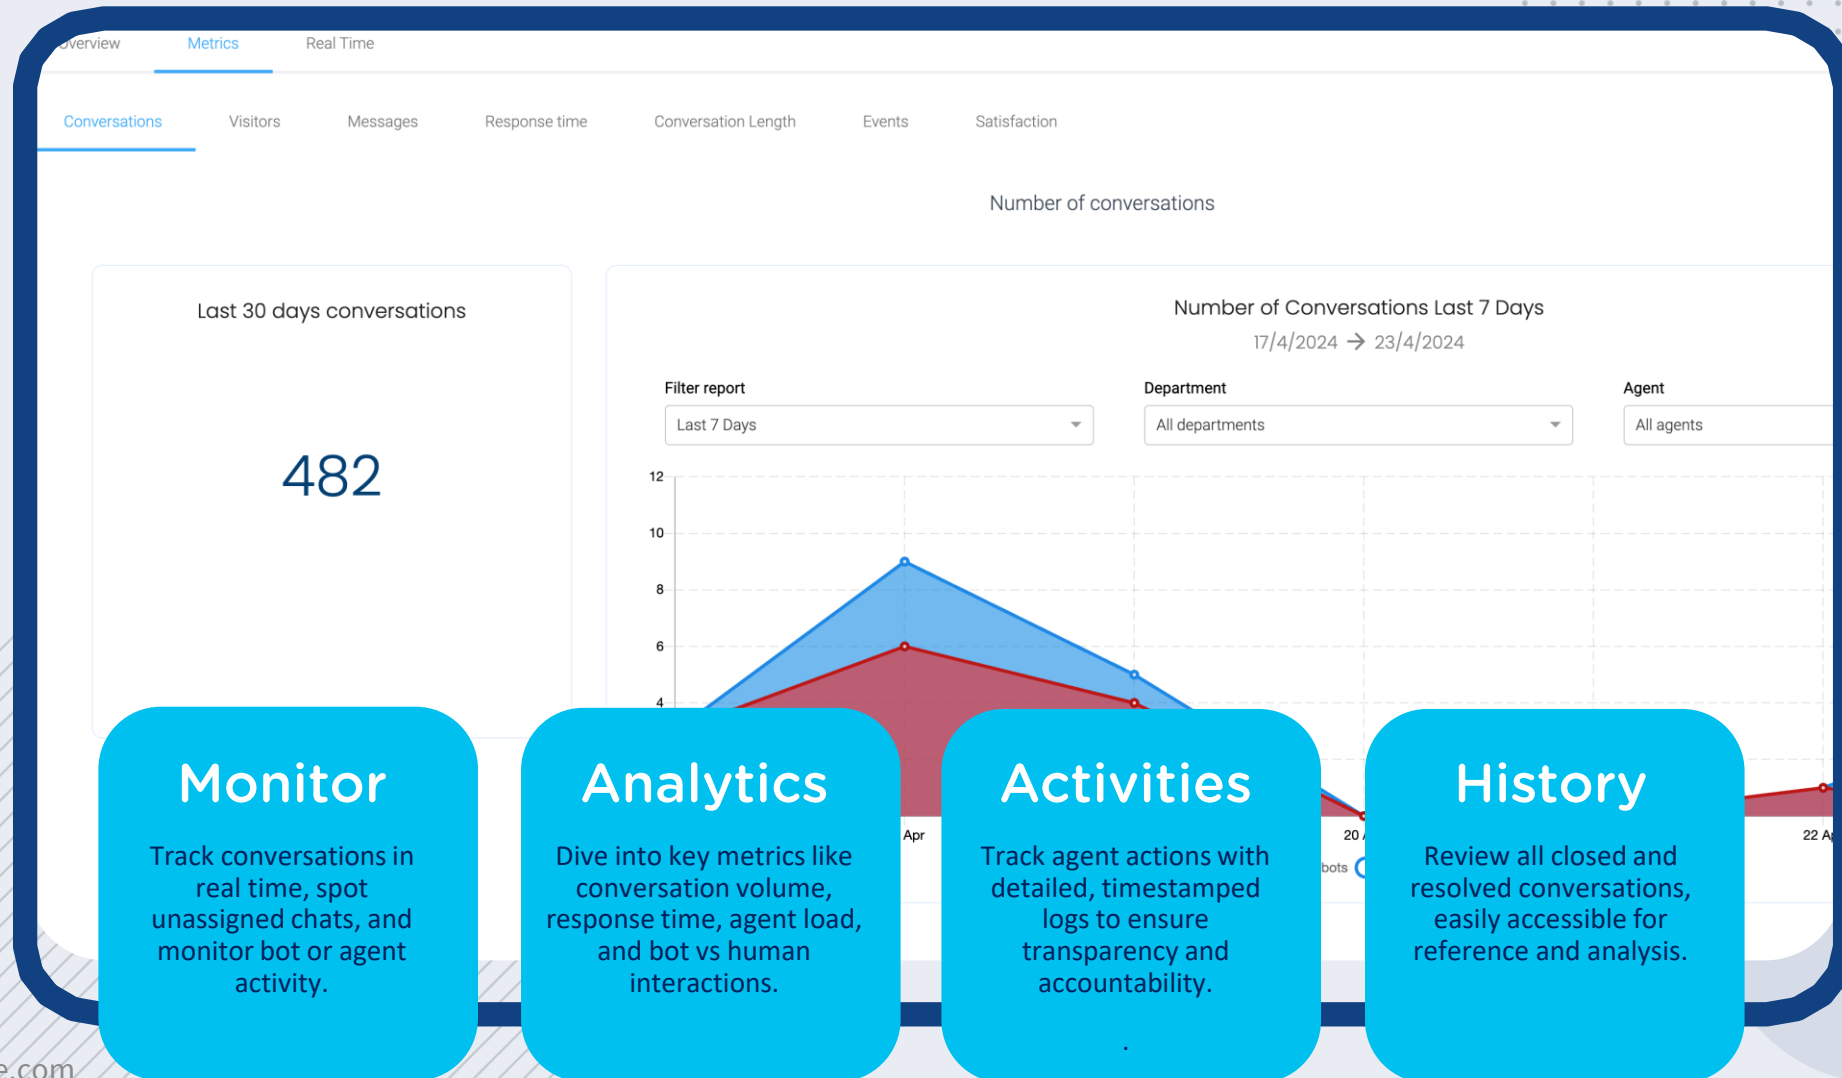 Overview Metrics Real Time
Conversations Visitors Messages Response time Conversation Length Events Satisfaction
Number of conversations
Last 30 days conversations
482
Number of Conversations Last 7 Days
17/4/2024 → 23/4/2024
Filter report Department Agent
Last 7 Days All departments All agents
12
10
8
6
4
Apr 20 22
bots
Monitor
Track conversations in
real time, spot
unassigned chats, and
monitor bot or agent
activity.
Analytics
Dive into key metrics like
conversation volume,
response time, agent load,
and bot vs human
interactions.
Activities
Track agent actions with
detailed, timestamped
logs to ensure
transparency and
accountability.
.
History
Review all closed and
resolved conversations,
easily accessible for
reference and analysis.
e.com